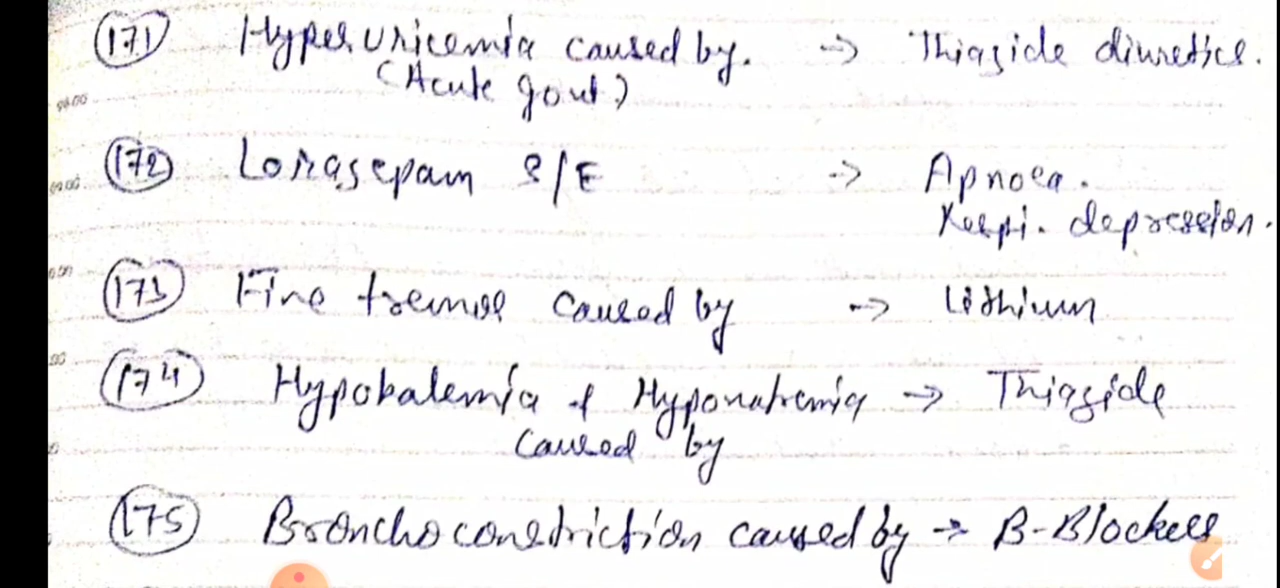 (171) Hyperuricemia caused by. → Thiazide diuretics.
(Acute gout)
(172) Lorazepam S/E → Apnoea.
Respi. depression.
(173) Fine tremor caused by → Lithium
(174) Hypokalemia & Hyponatremia → Thiazide
caused by
(175) Bronchoconstriction caused by → B-Blockers